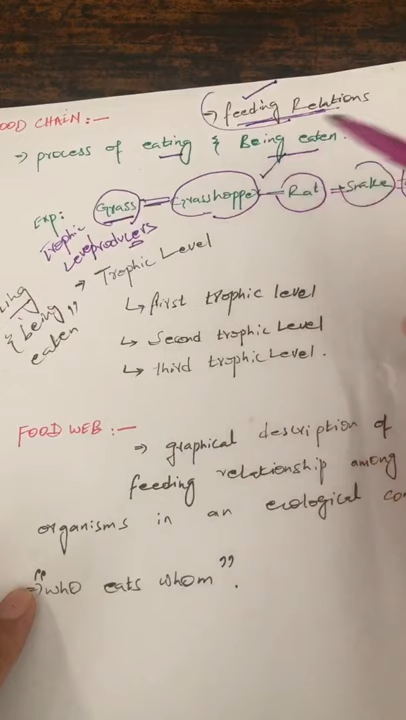 → feeding Relations
OOD CHAIN:-
→ process of eating & Being eaten.
Exp: Grass Grasshopper Rat → Snake
Trophic
Level producers
→ Trophic Level
& being"
eaten
↳ first trophic level
↳ Second trophic Level
↳ third trophic Level.
FOOD WEB:-
→ graphical description of
feeding relationship among
organisms in an ecological co
→ "who eats whom".